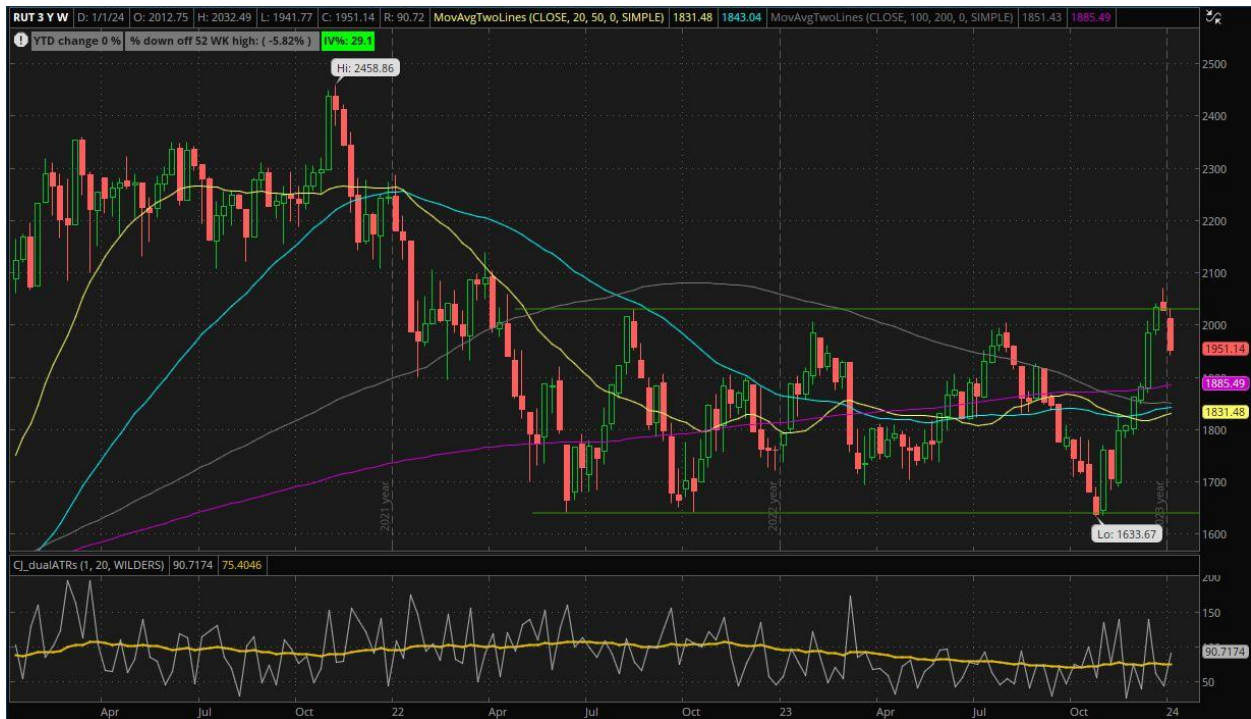 RUT 3 Y W D: 1/1/24 O: 2012.75 H: 2032.49 L: 1941.77 C: 1951.14 R: 90.72 MovAvgTwoLines (CLOSE, 20, 50, 0, SIMPLE) 1831.48 1843.04 MovAvgTwoLines (CLOSE, 100, 200, 0, SIMPLE) 1851.43 1885.49
! YTD change 0 % % down off 52 WK high: ( -5.82% ) IV%: 29.1
Hi: 2458.86
2500
2400
2300
2200
2100
2000
1951.14
1900
1885.49
1831.48
1800
1700
1600
2021 year
2022 year
2023 year
Lo: 1633.67
CJ_dualATRs (1, 20, WILDERS) 90.7174 75.4046
200
150
90.7174
50
Apr Jul Oct 22 Apr Jul Oct 23 Apr Jul Oct 24